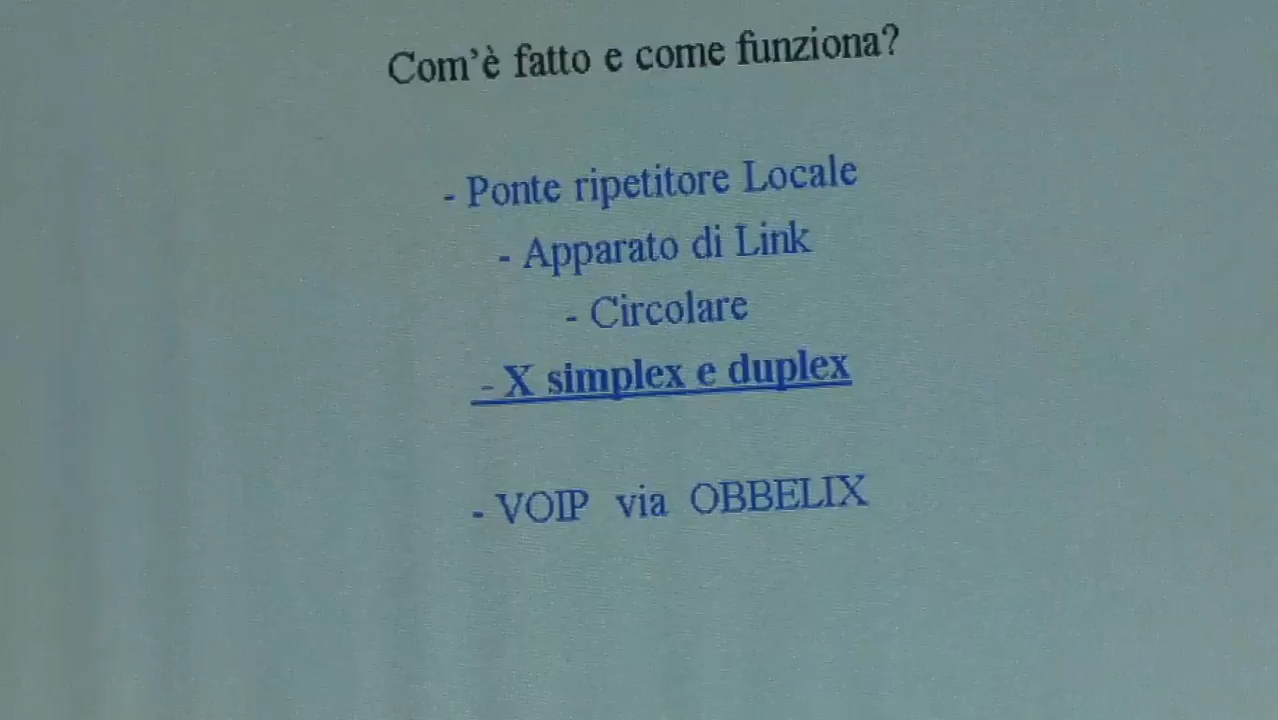 Com’è fatto e come funziona?
- Ponte ripetitore Locale
- Apparato di Link
- Circolare
- X simplex e duplex
- VOIP via OBBELIX